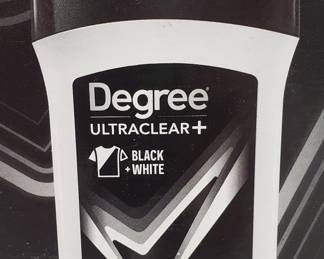 Degree
ULTRACLEAR+
BLACK
+ WHITE